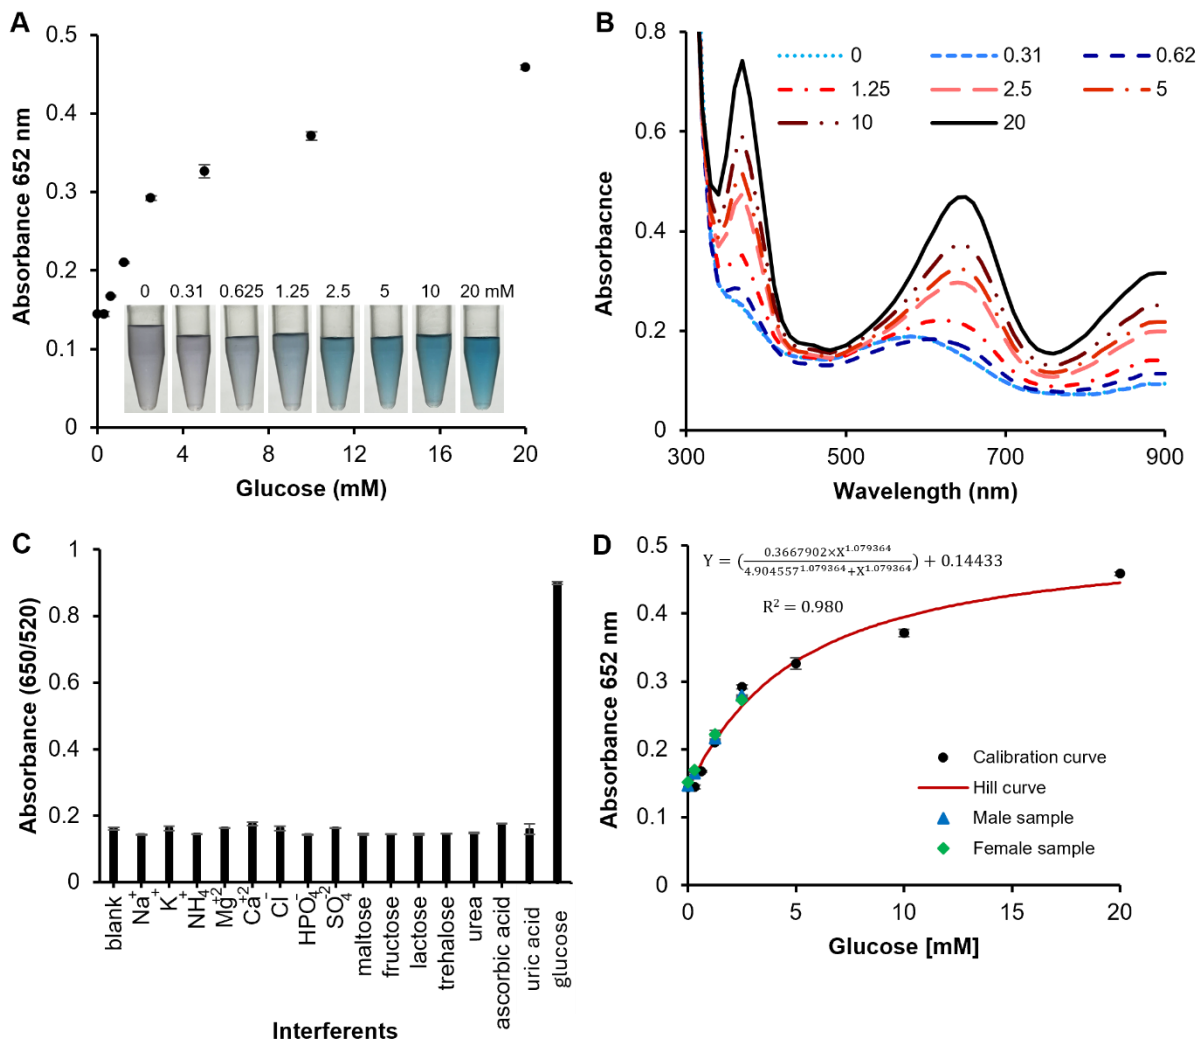 A
0.5
0.4
0.3
0.2
0.1
0
Absorbance 652 nm
0 0.31 0.625 1.25 2.5 5 10 20 mM
0 4 8 12 16 20
Glucose (mM)
B
0.8
0.6
0.4
0.2
0
Absorbacnce
0 0.31 0.62
1.25 2.5 5
10 20
300 500 700 900
Wavelength (nm)
C
1
0.8
0.6
0.4
0.2
0
Absorbance (650/520)
blank
Na⁺
K⁺
NH₄⁺
Mg⁺²
Ca⁺²
Cl⁻
HPO₄⁻
SO₄⁻²
maltose
fructose
lactose
trehalose
urea
ascorbic acid
uric acid
glucose
Interferents
D
0.5
0.4
0.3
0.2
0.1
0
Absorbance 652 nm
Y = (0.3667902×X^1.079364 / 4.904557^1.079364+X^1.079364) + 0.14433
R² = 0.980
Calibration curve
Hill curve
Male sample
Female sample
0 5 10 15 20
Glucose [mM]